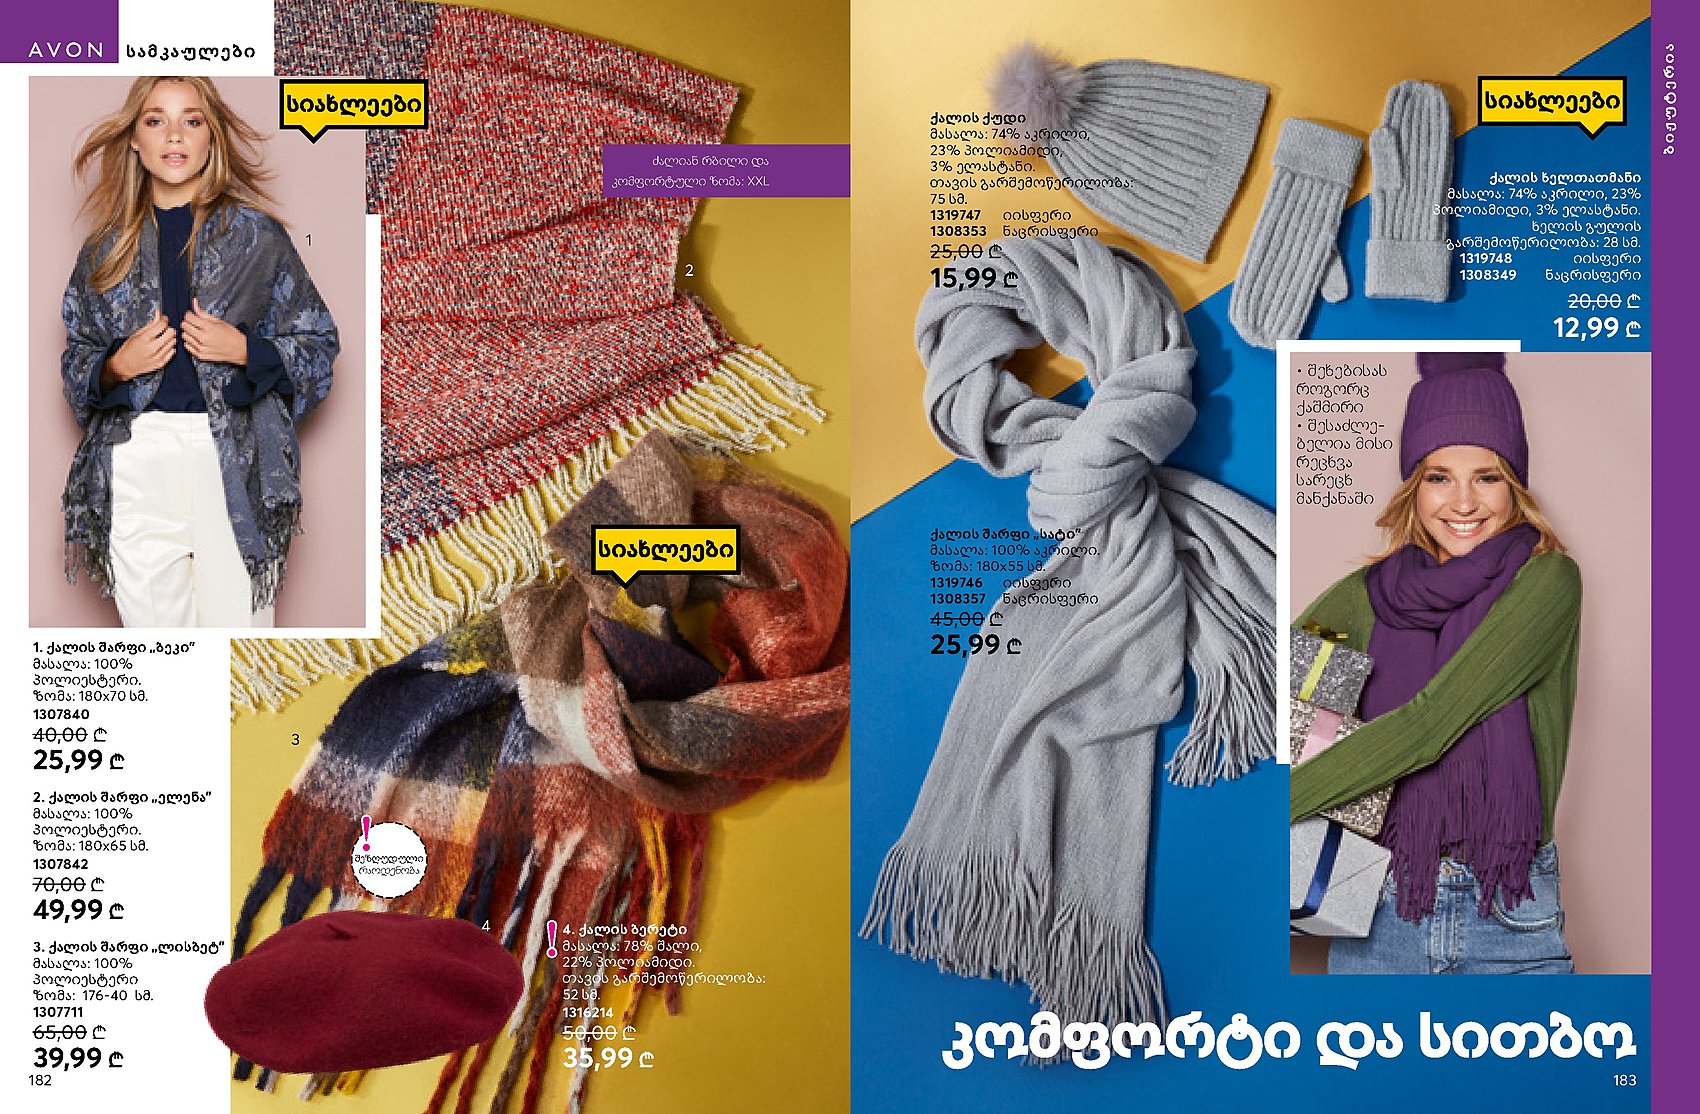 AVON
სამკაულები
სიახლეები
ძალიან რბილი და
კომფორტული ზომა: XXL
1
2
სიახლეები
3
შეზღუდული
რაოდენობა
4
1. ქალის შარფი „ბეკი”
მასალა: 100%
პოლიესტერი.
ზომა: 180x70 სმ.
1307840
40,00 ₾
25,99 ₾
2. ქალის შარფი „ელენა”
მასალა: 100%
პოლიესტერი.
ზომა: 180x65 სმ.
1307842
70,00 ₾
49,99 ₾
3. ქალის შარფი „ლისბეტ”
მასალა: 100%
პოლიესტერი
ზომა: 176-40 სმ.
1307711
65,00 ₾
39,99 ₾
182
4. ქალის ბერეტი
მასალა: 78% შალი,
22% პოლიამიდი.
თავის გარშემოწერილობა:
52 სმ.
1316214
50,00 ₾
35,99 ₾
ქალის ქუდი
მასალა: 74% აკრილი,
23% პოლიამიდი,
3% ელასტანი.
თავის გარშემოწერილობა:
75 სმ.
1319747 იისფერი
1308353 ნაცრისფერი
25,00 ₾
15,99 ₾
სიახლეები
ქალის ხელთათმანი
მასალა: 74% აკრილი, 23%
პოლიამიდი, 3% ელასტანი.
ხელის გულის
გარშემოწერილობა: 28 სმ.
1319748 იისფერი
1308349 ნაცრისფერი
20,00 ₾
12,99 ₾
• შეხებისას
როგორც
ქაშმირი
• შესაძლე-
ბელია მისი
რეცხვა
სარეცხ
მანქანაში
ქალის შარფი „სატი”
მასალა: 100% აკრილი.
ზომა: 180x55 სმ.
1319746 იისფერი
1308357 ნაცრისფერი
45,00 ₾
25,99 ₾
კომფორტი და სითბო
183
ბიჟუტერია